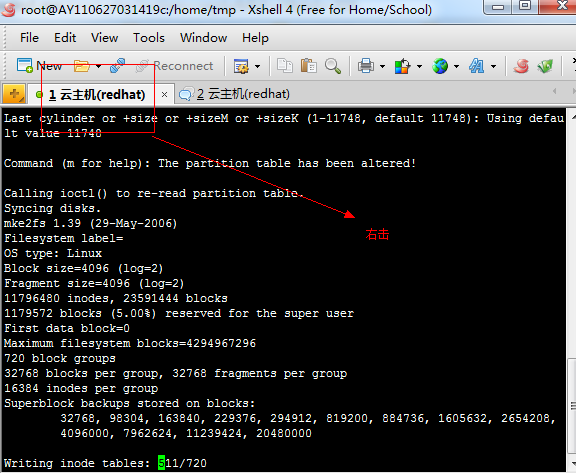 root@AY110627031419c:/home/tmp - Xshell 4 (Free for Home/School)
File Edit View Tools Window Help
New Reconnect
1 云主机(redhat) × 2 云主机(redhat)
Last cylinder or +size or +sizeM or +sizeK (1-11748, default 11748): Using defau
lt value 11748
Command (m for help): The partition table has been altered!
Calling ioctl() to re-read partition table.
Syncing disks.
mke2fs 1.39 (29-May-2006)
右击
Filesystem label=
OS type: Linux
Block size=4096 (log=2)
Fragment size=4096 (log=2)
11796480 inodes, 23591444 blocks
1179572 blocks (5.00%) reserved for the super user
First data block=0
Maximum filesystem blocks=4294967296
720 block groups
32768 blocks per group, 32768 fragments per group
16384 inodes per group
Superblock backups stored on blocks:
32768, 98304, 163840, 229376, 294912, 819200, 884736, 1605632, 2654208,
4096000, 7962624, 11239424, 20480000
Writing inode tables: 511/720